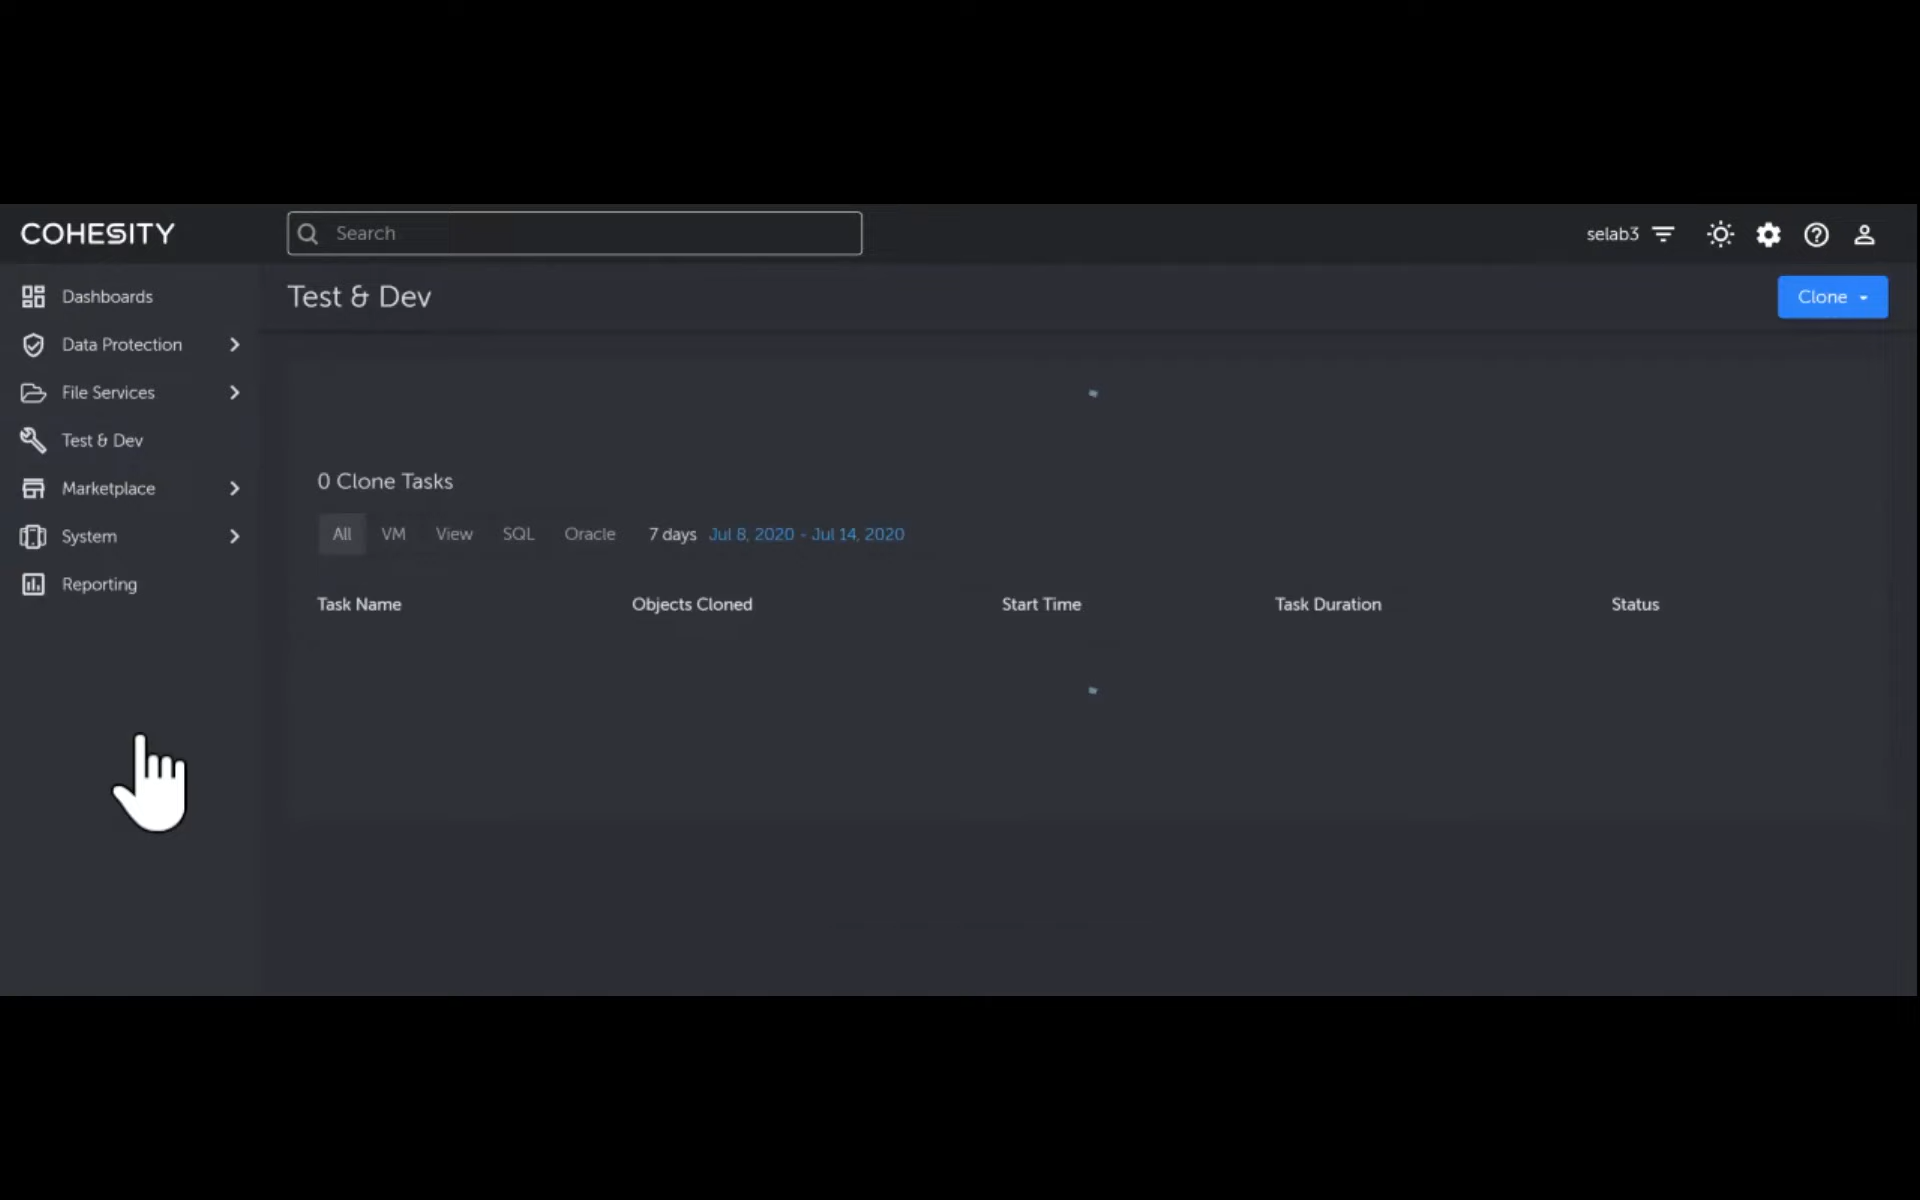 COHESITY
Search
selab3
Dashboards
Data Protection
File Services
Test & Dev
Marketplace
System
Reporting
Test & Dev
Clone
0 Clone Tasks
All VM View SQL Oracle 7 days Jul 8, 2020 - Jul 14, 2020
Task Name Objects Cloned Start Time Task Duration Status